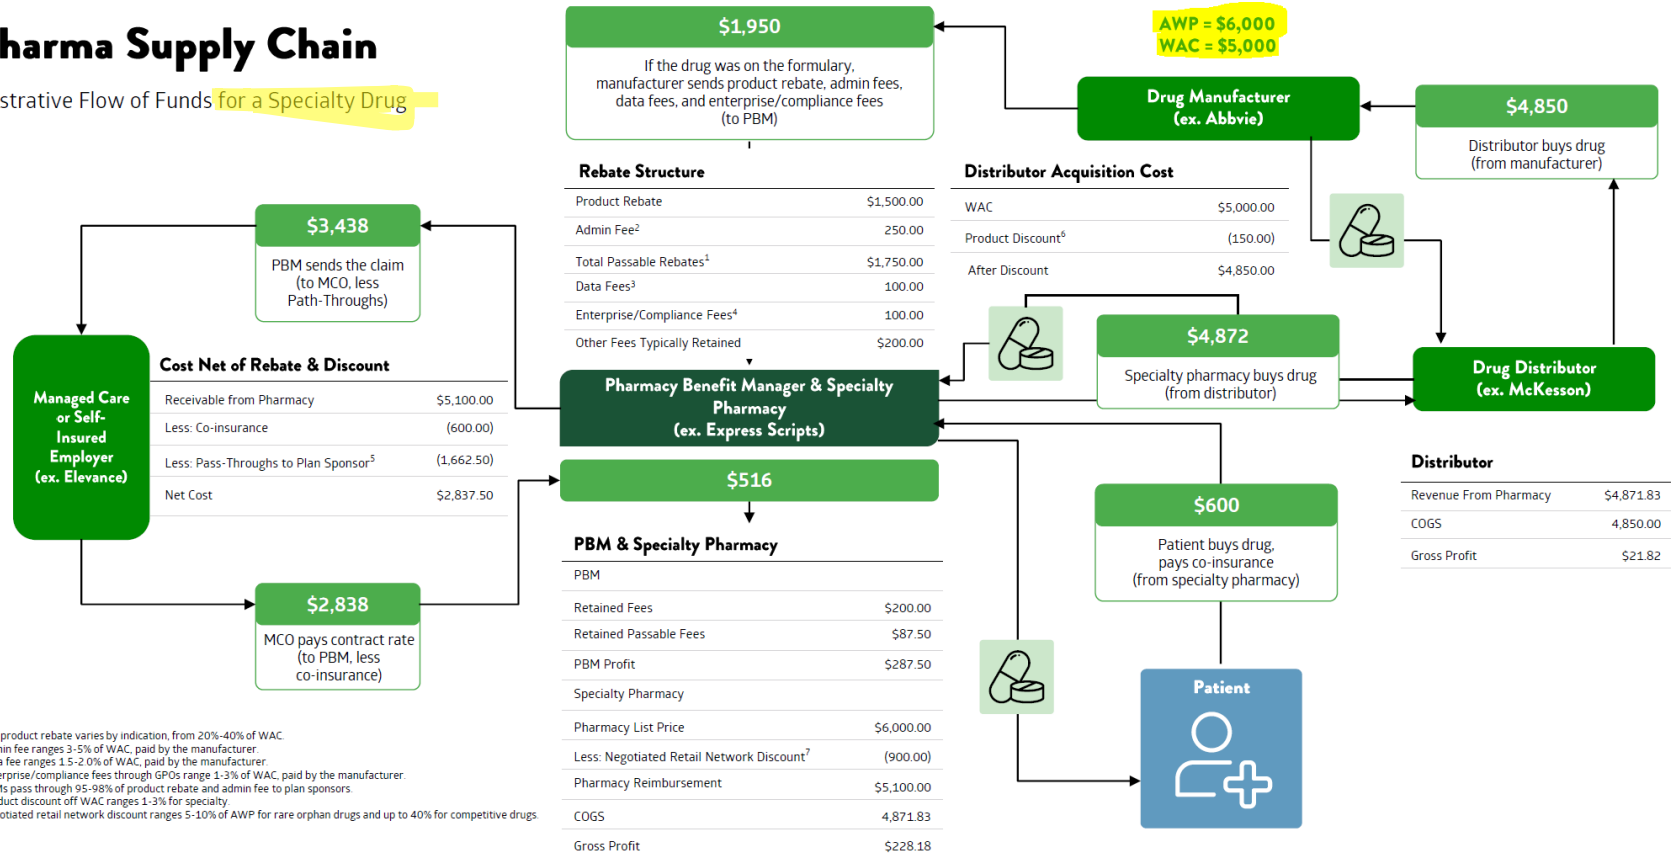 harma Supply Chain
strative Flow of Funds for a Specialty Drug
$1,950
If the drug was on the formulary,
manufacturer sends product rebate, admin fees,
data fees, and enterprise/compliance fees
(to PBM)
AWP = $6,000
WAC = $5,000
Drug Manufacturer
(ex. Abbvie)
$4,850
Distributor buys drug
(from manufacturer)
Rebate Structure
Product Rebate $1,500.00
Admin Fee² 250.00
Total Passable Rebates¹ $1,750.00
Data Fees³ 100.00
Enterprise/Compliance Fees⁴ 100.00
Other Fees Typically Retained $200.00
Distributor Acquisition Cost
WAC $5,000.00
Product Discount⁶ (150.00)
After Discount $4,850.00
$3,438
PBM sends the claim
(to MCO, less
Path-Throughs)
$4,872
Specialty pharmacy buys drug
(from distributor)
Drug Distributor
(ex. McKesson)
Managed Care
or Self-
Insured
Employer
(ex. Elevance)
Cost Net of Rebate & Discount
Receivable from Pharmacy $5,100.00
Less: Co-insurance (600.00)
Less: Pass-Throughs to Plan Sponsor⁵ (1,662.50)
Net Cost $2,837.50
Pharmacy Benefit Manager & Specialty
Pharmacy
(ex. Express Scripts)
$516
Distributor
Revenue From Pharmacy $4,871.83
COGS 4,850.00
Gross Profit $21.82
$600
Patient buys drug,
pays co-insurance
(from specialty pharmacy)
PBM & Specialty Pharmacy
PBM
Retained Fees $200.00
Retained Passable Fees $87.50
PBM Profit $287.50
Specialty Pharmacy
Pharmacy List Price $6,000.00
Less: Negotiated Retail Network Discount⁷ (900.00)
Pharmacy Reimbursement $5,100.00
COGS 4,871.83
Gross Profit $228.18
$2,838
MCO pays contract rate
(to PBM, less
co-insurance)
Patient
product rebate varies by indication, from 20%-40% of WAC.
in fee ranges 3-5% of WAC, paid by the manufacturer.
a fee ranges 1.5-2.0% of WAC, paid by the manufacturer.
erprise/compliance fees through GPOs range 1-3% of WAC, paid by the manufacturer.
Ms pass through 95-98% of product rebate and admin fee to plan sponsors.
duct discount off WAC ranges 1-3% for specialty.
otiated retail network discount ranges 5-10% of AWP for rare orphan drugs and up to 40% for competitive drugs.